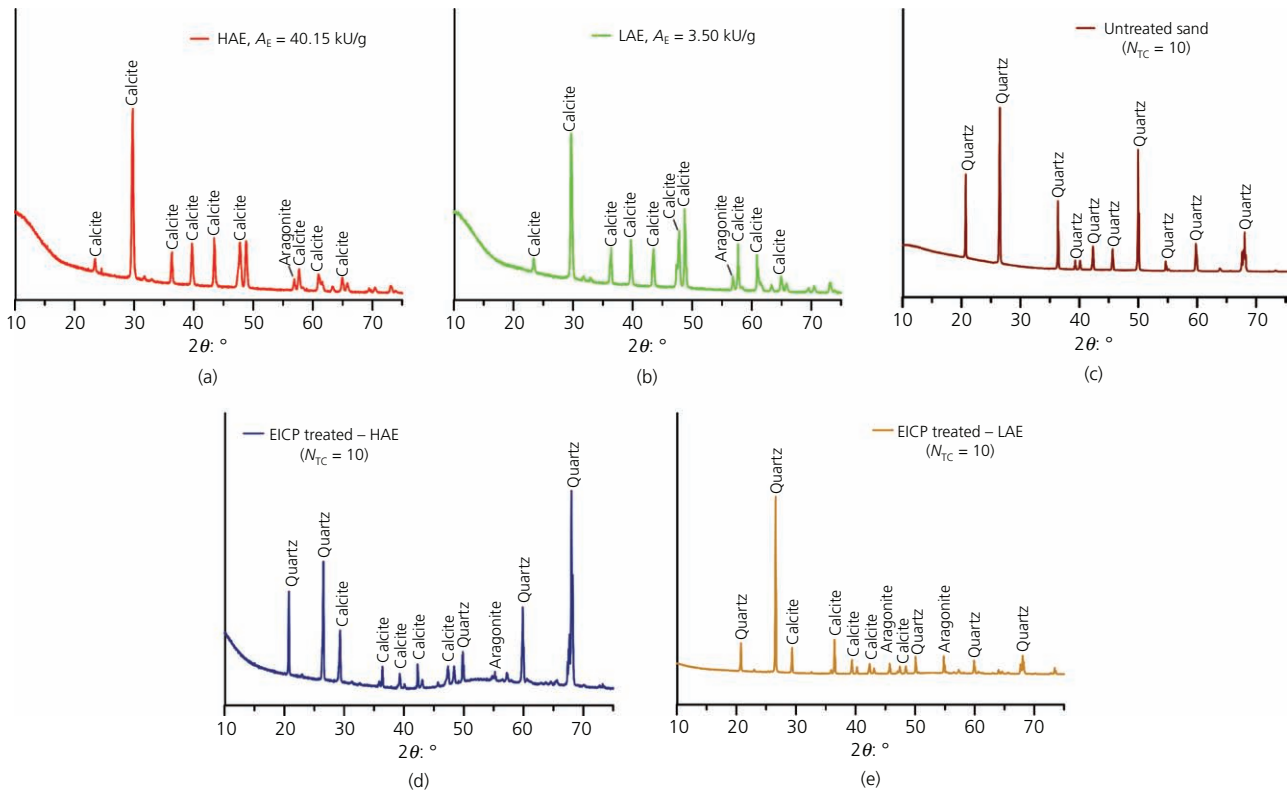 HAE, AE = 40.15 kU/g
Calcite
Calcite
Calcite
Calcite
Calcite
Calcite
Aragonite
Calcite
Calcite
Calcite
10 20 30 40 50 60 70
2θ: °
(a)
LAE, AE = 3.50 kU/g
Calcite
Calcite
Calcite
Calcite
Calcite
Calcite
Calcite
Aragonite
Calcite
Calcite
Calcite
10 20 30 40 50 60 70
2θ: °
(b)
Untreated sand
(NTC = 10)
Quartz
Quartz
Quartz
Quartz
Quartz
Quartz
Quartz
Quartz
Quartz
Quartz
Quartz
10 20 30 40 50 60 70
2θ: °
(c)
EICP treated – HAE
(NTC = 10)
Quartz
Quartz
Calcite
Calcite
Calcite
Calcite
Calcite
Quartz
Aragonite
Quartz
Quartz
10 20 30 40 50 60 70
2θ: °
(d)
EICP treated – LAE
(NTC = 10)
Quartz
Quartz
Calcite
Calcite
Calcite
Calcite
Aragonite
Calcite
Quartz
Aragonite
Quartz
Quartz
10 20 30 40 50 60 70
2θ: °
(e)